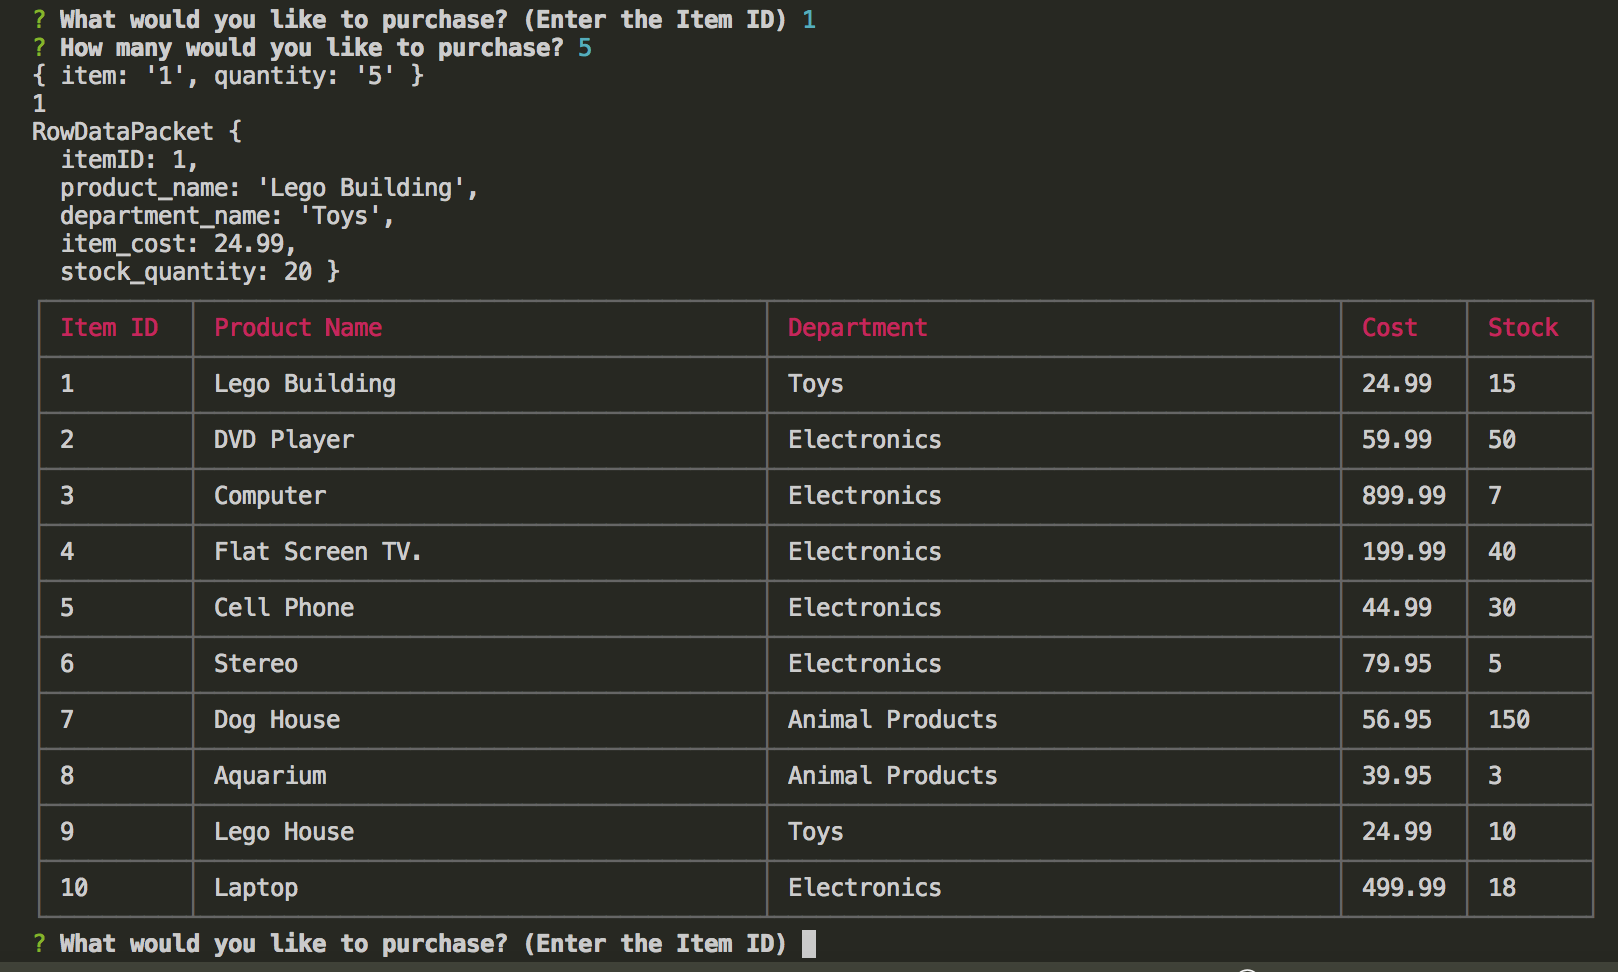 ? What would you like to purchase? (Enter the Item ID) 1
? How many would you like to purchase? 5
{ item: '1', quantity: '5' }
1
RowDataPacket {
  itemID: 1,
  product_name: 'Lego Building',
  department_name: 'Toys',
  item_cost: 24.99,
  stock_quantity: 20 }
Item ID Product Name Department Cost Stock
1 Lego Building Toys 24.99 15
2 DVD Player Electronics 59.99 50
3 Computer Electronics 899.99 7
4 Flat Screen TV. Electronics 199.99 40
5 Cell Phone Electronics 44.99 30
6 Stereo Electronics 79.95 5
7 Dog House Animal Products 56.95 150
8 Aquarium Animal Products 39.95 3
9 Lego House Toys 24.99 10
10 Laptop Electronics 499.99 18
? What would you like to purchase? (Enter the Item ID)